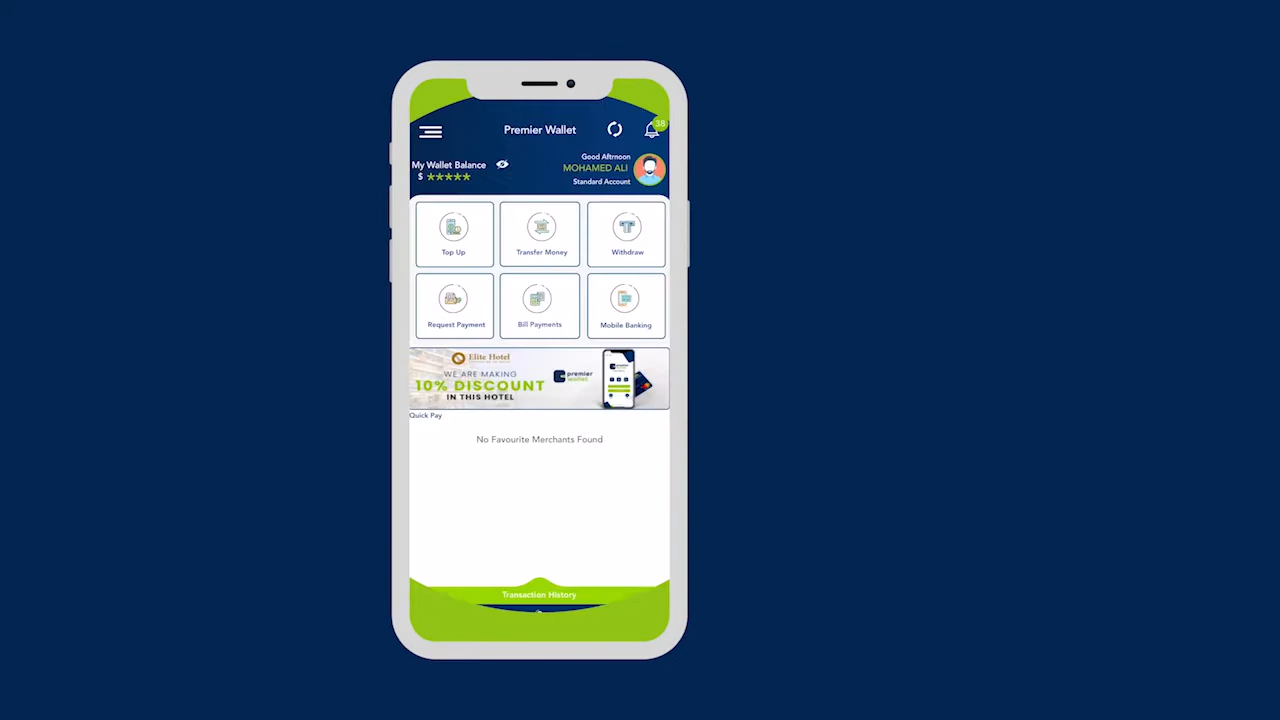 38
Premier Wallet
Good Aftrnoon
My Wallet Balance
MOHAMED ALI
$ *****
Standard Account
Top Up
Transfer Money
Withdraw
Request Payment
Bill Payments
Mobile Banking
Elite Hotel
WE ARE MAKING
10% DISCOUNT
IN THIS HOTEL
premier
wallet
Quick Pay
No Favourite Merchants Found
Transaction History